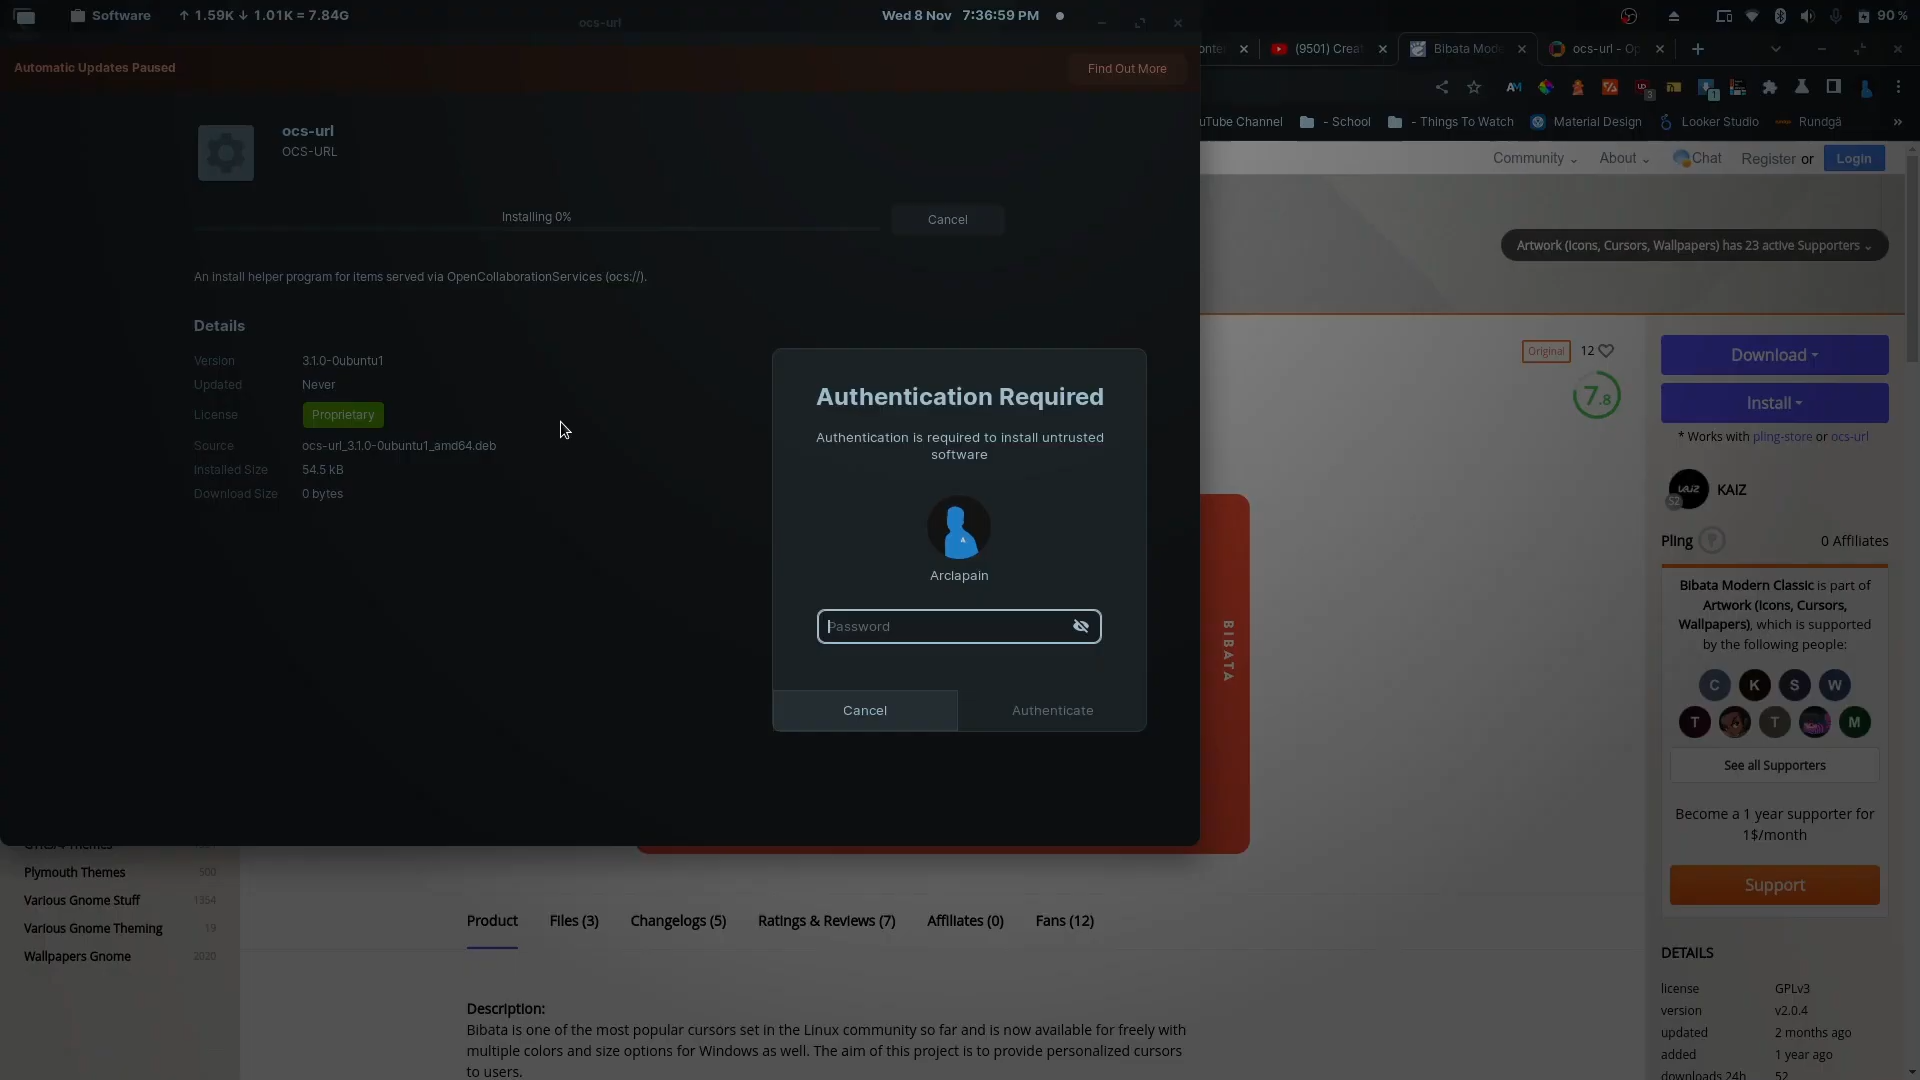 Software
↑ 1.59K ↓ 1.01K = 7.84G
Wed 8 Nov 7:36:59 PM
90 %
ocs-url
(9501) Creat
Bibata Mode
ocs-url - Op
Automatic Updates Paused
Find Out More
3
1
uTube Channel
- School
- Things To Watch
Material Design
Looker Studio
Rundgå
»
ocs-url
OCS-URL
Installing 0%
Cancel
An install helper program for items served via OpenCollaborationServices (ocs://).
Details
Version 3.1.0-0ubuntu1
Updated Never
License Proprietary
Source ocs-url_3.1.0-0ubuntu1_amd64.deb
Installed Size 54.5 kB
Download Size 0 bytes
Authentication Required
Authentication is required to install untrusted
software
Arclapain
Password
Cancel
Authenticate
Community
About
Chat
Register or
Login
Artwork (Icons, Cursors, Wallpapers) has 23 active Supporters
Original
12
7.8
Download
Install
* Works with pling-store or ocs-url
S2
KAIZ
Pling
0 Affiliates
Bibata Modern Classic is part of
Artwork (Icons, Cursors,
Wallpapers), which is supported
by the following people:
C K S W
T T M
See all Supporters
Become a 1 year supporter for
1$/month
Support
BIBATA
Plymouth Themes 500
Various Gnome Stuff 1354
Various Gnome Theming 19
Wallpapers Gnome 2020
Product
Files (3)
Changelogs (5)
Ratings & Reviews (7)
Affiliates (0)
Fans (12)
Description:
Bibata is one of the most popular cursors set in the Linux community so far and is now available for freely with
multiple colors and size options for Windows as well. The aim of this project is to provide personalized cursors
to users.
DETAILS
license GPLv3
version v2.0.4
updated 2 months ago
added 1 year ago
downloads 24h 52